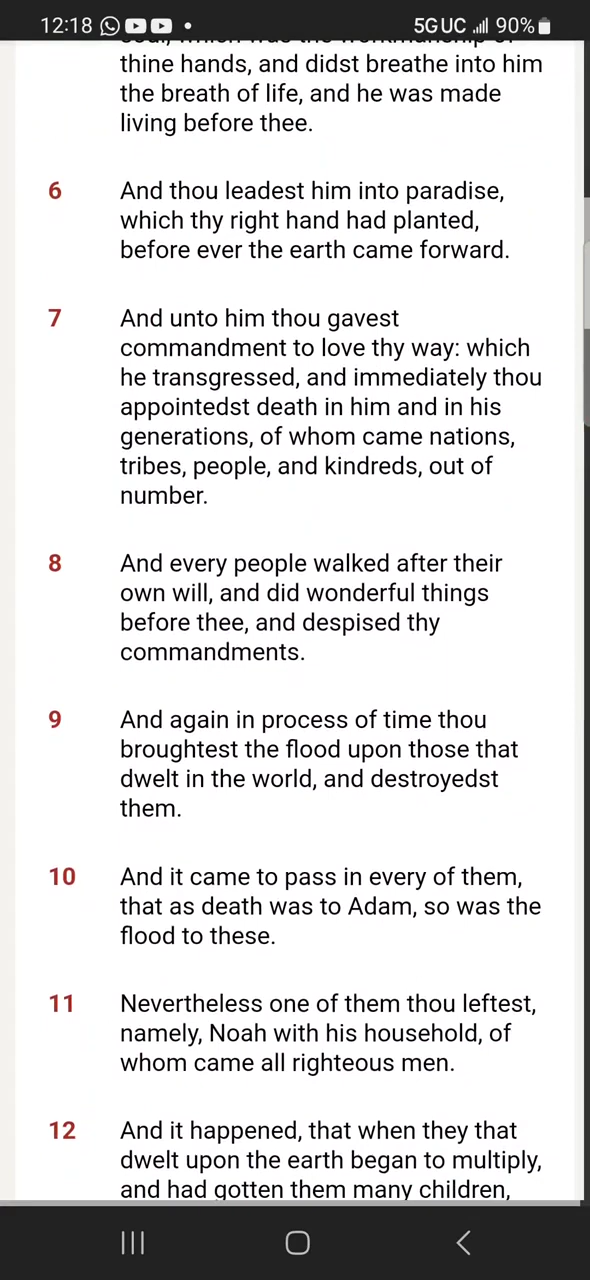 12:18
5G UC 90%
thine hands, and didst breathe into him
the breath of life, and he was made
living before thee.
6 And thou leadest him into paradise,
which thy right hand had planted,
before ever the earth came forward.
7 And unto him thou gavest
commandment to love thy way: which
he transgressed, and immediately thou
appointedst death in him and in his
generations, of whom came nations,
tribes, people, and kindreds, out of
number.
8 And every people walked after their
own will, and did wonderful things
before thee, and despised thy
commandments.
9 And again in process of time thou
broughtest the flood upon those that
dwelt in the world, and destroyedst
them.
10 And it came to pass in every of them,
that as death was to Adam, so was the
flood to these.
11 Nevertheless one of them thou leftest,
namely, Noah with his household, of
whom came all righteous men.
12 And it happened, that when they that
dwelt upon the earth began to multiply,
and had gotten them many children,